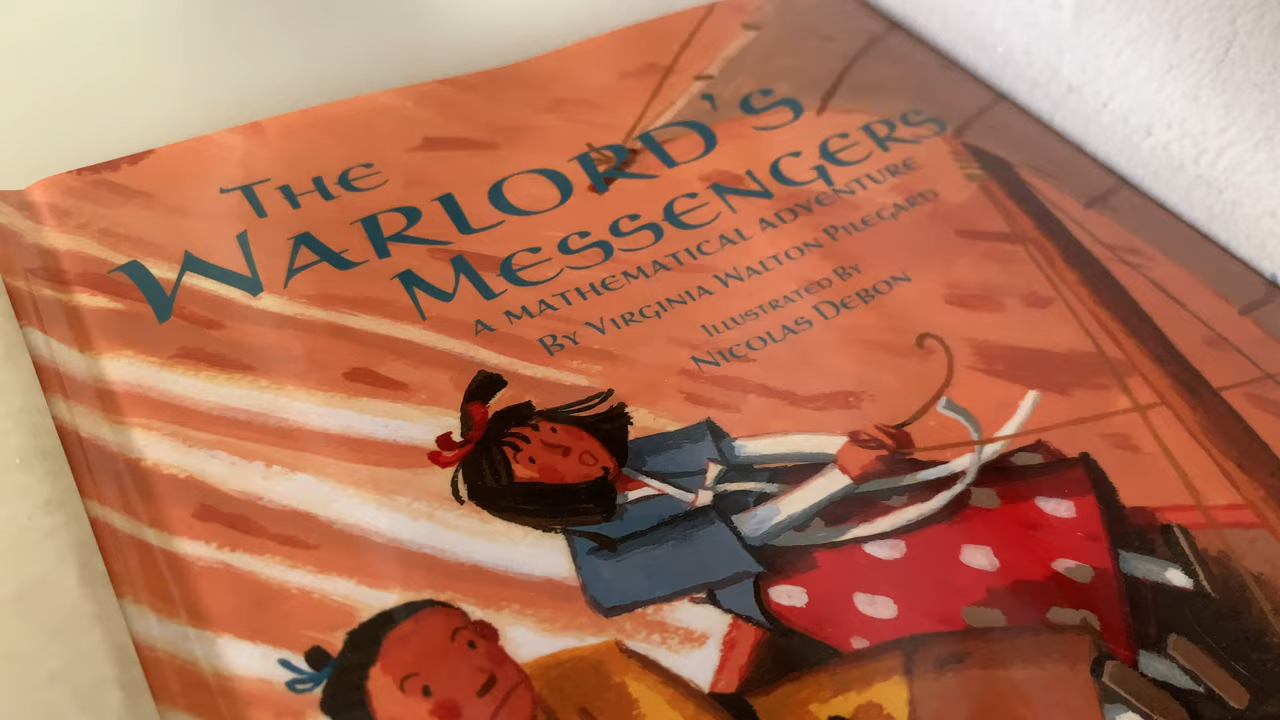 THE
WARLORD'S
MESSENGERS
A MATHEMATICAL ADVENTURE
BY VIRGINIA WALTON PILEGARD
ILLUSTRATED BY
NICOLAS DEBON